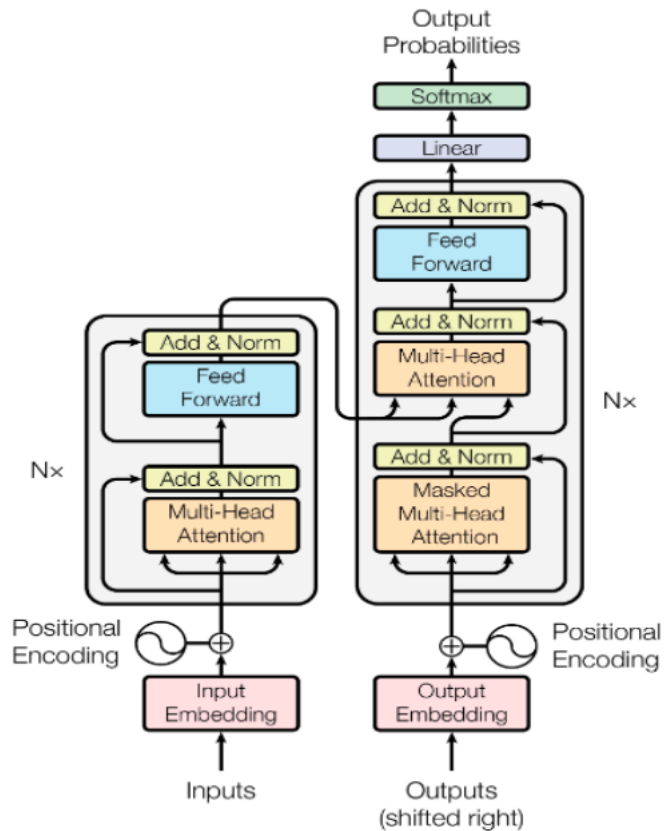 Output
Probabilities
Softmax
Linear
Add & Norm
Feed
Forward
Add & Norm
Multi-Head
Attention
Add & Norm
Masked
Multi-Head
Attention
N×
Add & Norm
Feed
Forward
Add & Norm
Multi-Head
Attention
N×
Positional
Encoding
Positional
Encoding
Input
Embedding
Output
Embedding
Inputs
Outputs
(shifted right)